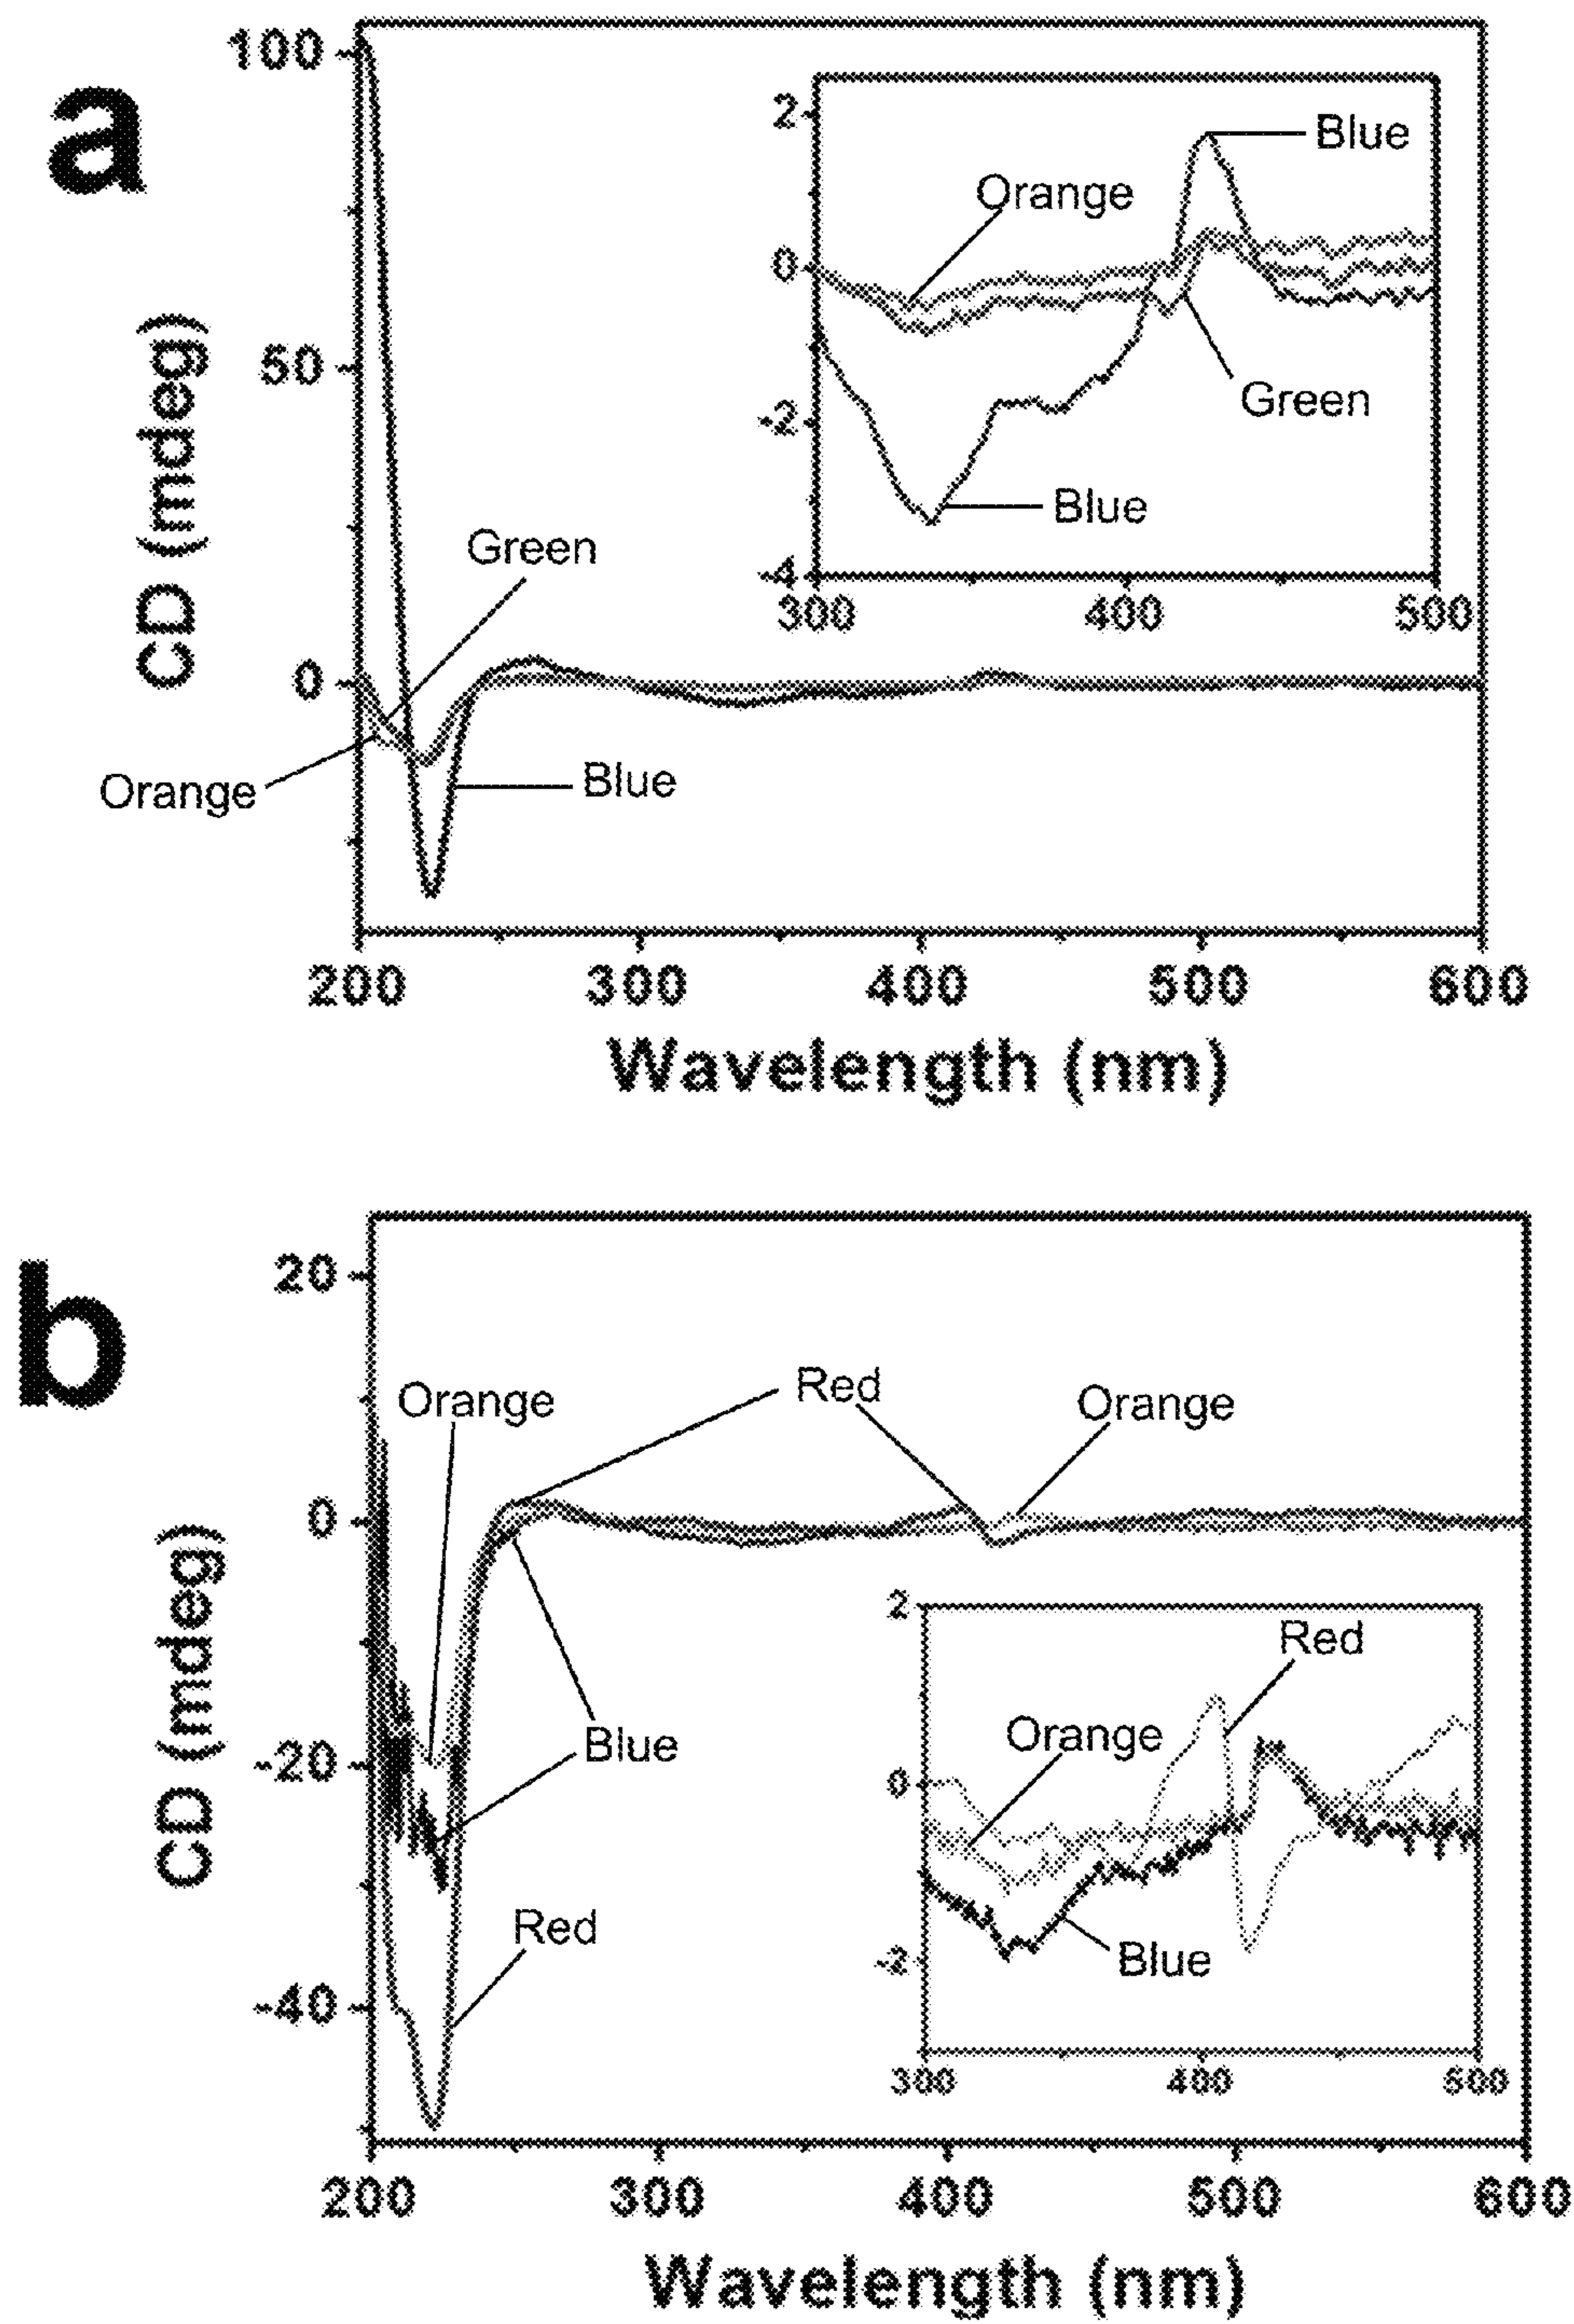 a
100
50
0
CD (mdeg)
Green
Orange
Blue
2
0
-2
-4
Orange
Blue
Green
Blue
300
400
500
200
300
400
500
600
Wavelength (nm)
b
20
0
-20
-40
CD (mdeg)
Orange
Red
Orange
Blue
Red
2
0
-2
Red
Orange
Blue
300
400
500
200
300
400
500
600
Wavelength (nm)